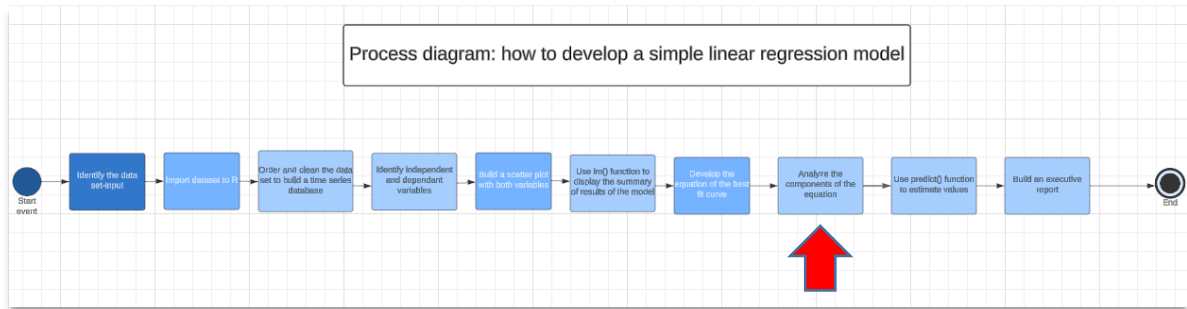 Process diagram: how to develop a simple linear regression model
Start
event
Identify the data
set-input
Import dataset to R
Order and clean the data
set to build a time series
database
Identify independent
and dependant
variables
Build a scatter plot
with both variables
Use lm() function to
display the summary
of results of the model
Develop the
equation of the best
fit curve
Analyze the
components of the
equation
Use predict() function
to estimate values
Build an executive
report
End